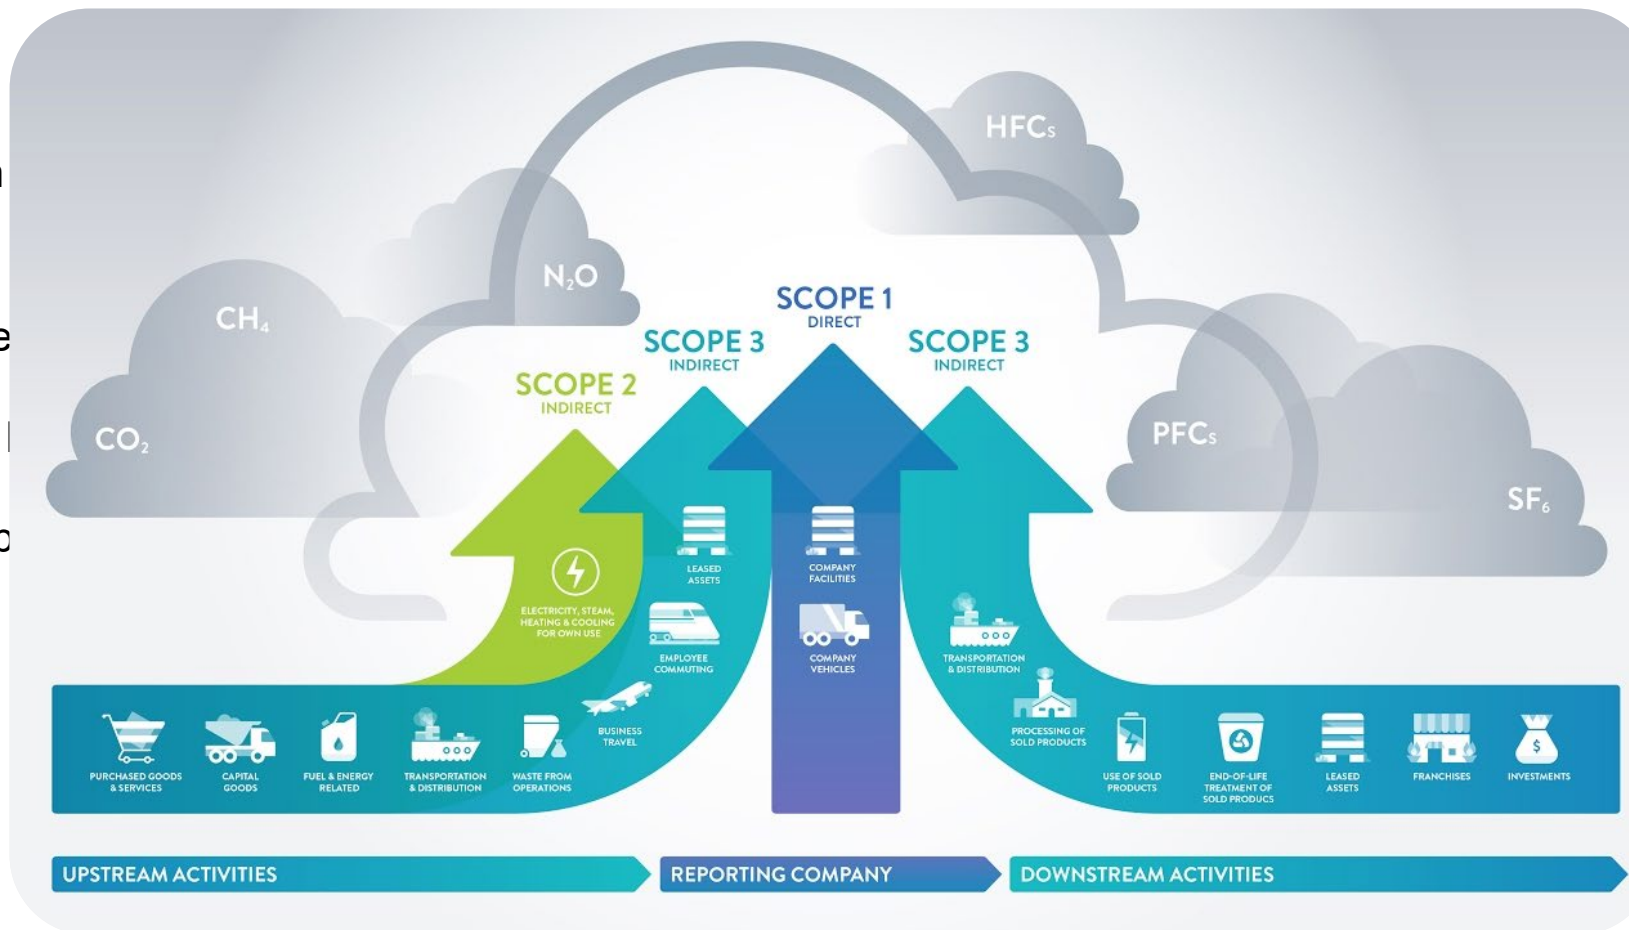 HFCs
N₂O
CH₄
SCOPE 1
DIRECT
SCOPE 3
INDIRECT
SCOPE 3
INDIRECT
SCOPE 2
INDIRECT
CO₂
PFCs
SF₆
ELECTRICITY, STEAM,
HEATING & COOLING
FOR OWN USE
LEASED
ASSETS
EMPLOYEE
COMMUTING
BUSINESS
TRAVEL
COMPANY
FACILITIES
COMPANY
VEHICLES
TRANSPORTATION
& DISTRIBUTION
PROCESSING OF
SOLD PRODUCTS
PURCHASED GOODS
& SERVICES
CAPITAL
GOODS
FUEL & ENERGY
RELATED
TRANSPORTATION
& DISTRIBUTION
WASTE FROM
OPERATIONS
USE OF SOLD
PRODUCTS
END-OF-LIFE
TREATMENT OF
SOLD PRODUCS
LEASED
ASSETS
$
FRANCHISES
INVESTMENTS
UPSTREAM ACTIVITIES
REPORTING COMPANY
DOWNSTREAM ACTIVITIES